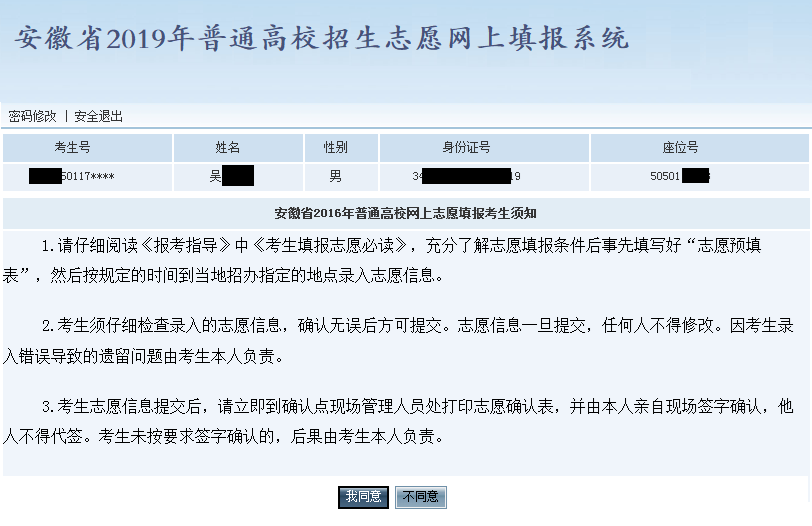 安徽省2019年普通高校招生志愿网上填报系统
密码修改 | 安全退出
考生号 姓名 性别 身份证号 座位号
50117**** 吴 男 34 19 50501
安徽省2016年普通高校网上志愿填报考生须知
1.请仔细阅读《报考指导》中《考生填报志愿必读》，充分了解志愿填报条件后事先填写好“志愿预填
表”，然后按规定的时间到当地招办指定的地点录入志愿信息。
2.考生须仔细检查录入的志愿信息，确认无误后方可提交。志愿信息一旦提交，任何人不得修改。因考生录
入错误导致的遗留问题由考生本人负责。
3.考生志愿信息提交后，请立即到确认点现场管理人员处打印志愿确认表，并由本人亲自现场签字确认，他
人不得代签。考生未按要求签字确认的，后果由考生本人负责。
我同意 不同意